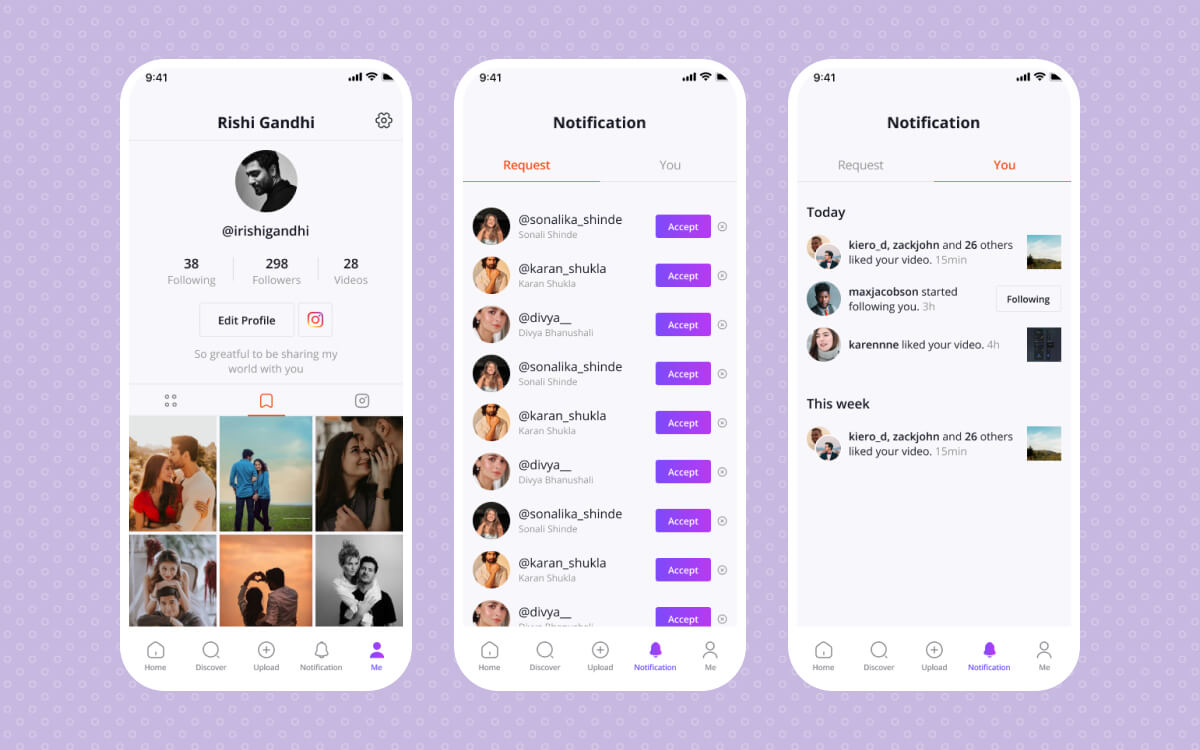 9:41
Rishi Gandhi
@irishigandhi
38 298 28
Following Followers Videos
Edit Profile
So greatful to be sharing my
world with you
Home Discover Upload Notification Me
9:41
Notification
Request You
@sonalika_shinde
Sonali Shinde
Accept
@karan_shukla
Karan Shukla
Accept
@divya__
Divya Bhanushali
Accept
@sonalika_shinde
Sonali Shinde
Accept
@karan_shukla
Karan Shukla
Accept
@divya__
Divya Bhanushali
Accept
@sonalika_shinde
Sonali Shinde
Accept
@karan_shukla
Karan Shukla
Accept
@divya__
Divya Bhanushali
Accept
Home Discover Upload Notification Me
9:41
Notification
Request You
Today
kiero_d, zackjohn and 26 others
liked your video. 15min
maxjacobson started
following you. 3h
Following
karennne liked your video. 4h
This week
kiero_d, zackjohn and 26 others
liked your video. 15min
Home Discover Upload Notification Me